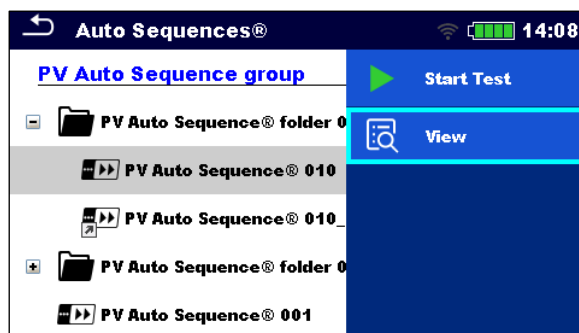 Auto Sequences® 14:08
PV Auto Sequence group
Start Test
PV Auto Sequence® folder 0
View
PV Auto Sequence® 010
PV Auto Sequence® 010_
PV Auto Sequence® folder 0
PV Auto Sequence® 001